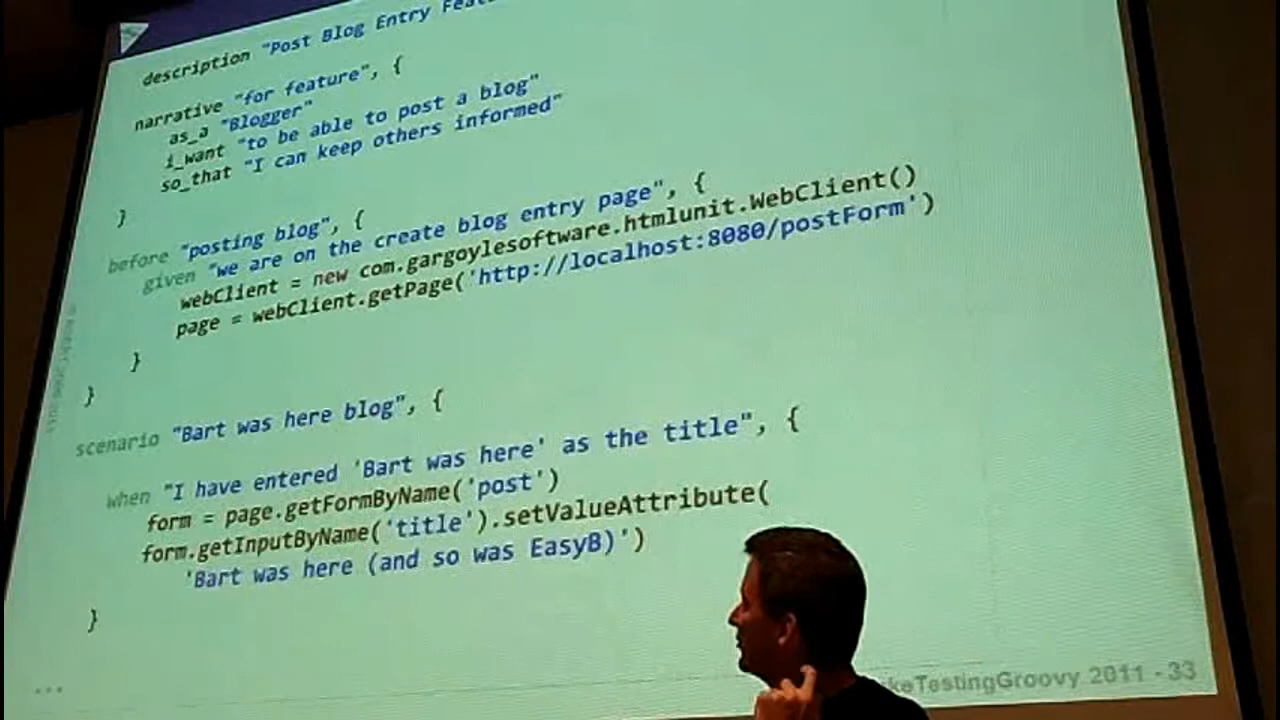 description "Post Blog Entry
narrative "for feature", {
as_a "Blogger"
i_want "to be able to post a blog"
so_that "I can keep others informed"
}
before "posting blog", {
given "we are on the create blog entry page", {
webClient = new com.gargoylesoftware.htmlunit.WebClient()
page = webClient.getPage('http://localhost:8080/postForm')
}
}
scenario "Bart was here blog", {
when "I have entered 'Bart was here' as the title", {
form = page.getFormByName('post')
form.getInputByName('title').setValueAttribute(
'Bart was here (and so was EasyB)')
}
...
keTestingGroovy 2011 - 33